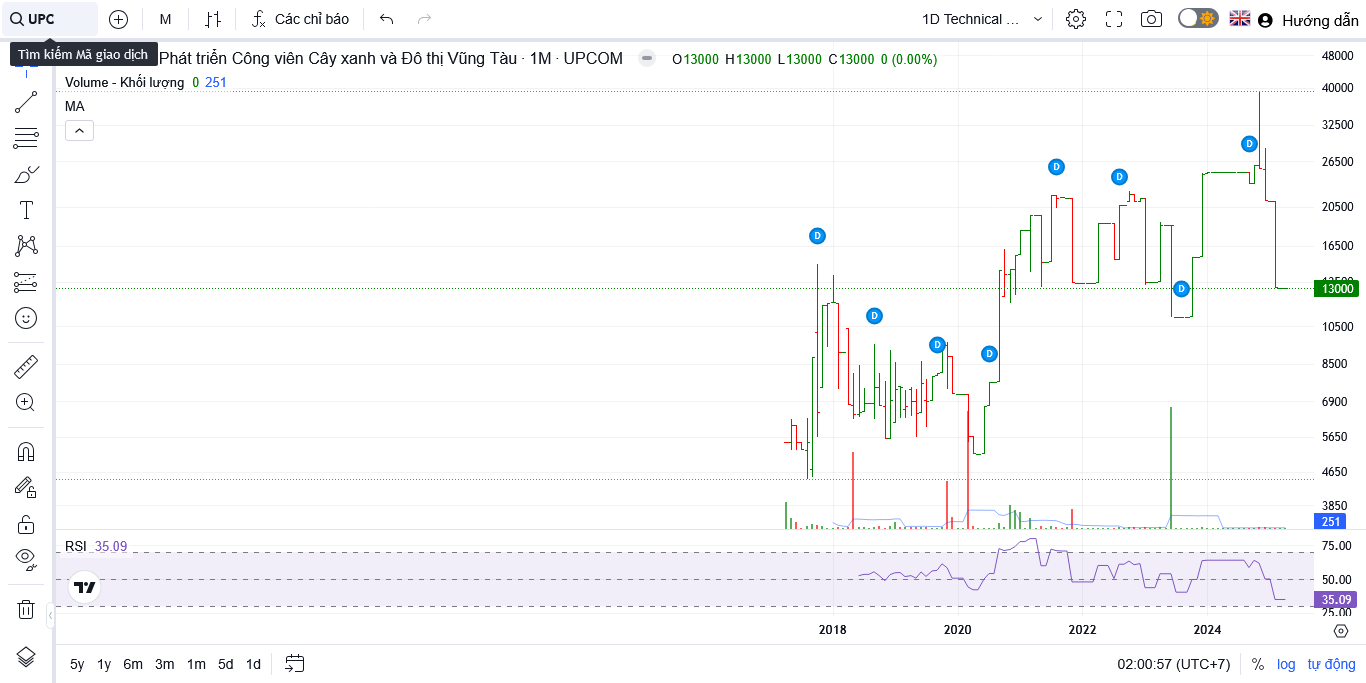 UPC
M
Các chỉ báo
1D Technical ...
Hướng dẫn
Tìm kiếm Mã giao dịch
Phát triển Công viên Cây xanh và Đô thị Vũng Tàu · 1M · UPCOM
O13000 H13000 L13000 C13000 0 (0.00%)
Volume - Khối lượng 0 251
MA
48000
40000
32500
26500
20500
16500
13000
10500
8500
6900
5650
4650
3850
251
D
D
D
D
D
D
D
D
RSI 35.09
75.00
50.00
35.09
25.00
2018 2020 2022 2024
5y 1y 6m 3m 1m 5d 1d
02:00:57 (UTC+7)
% log tự động